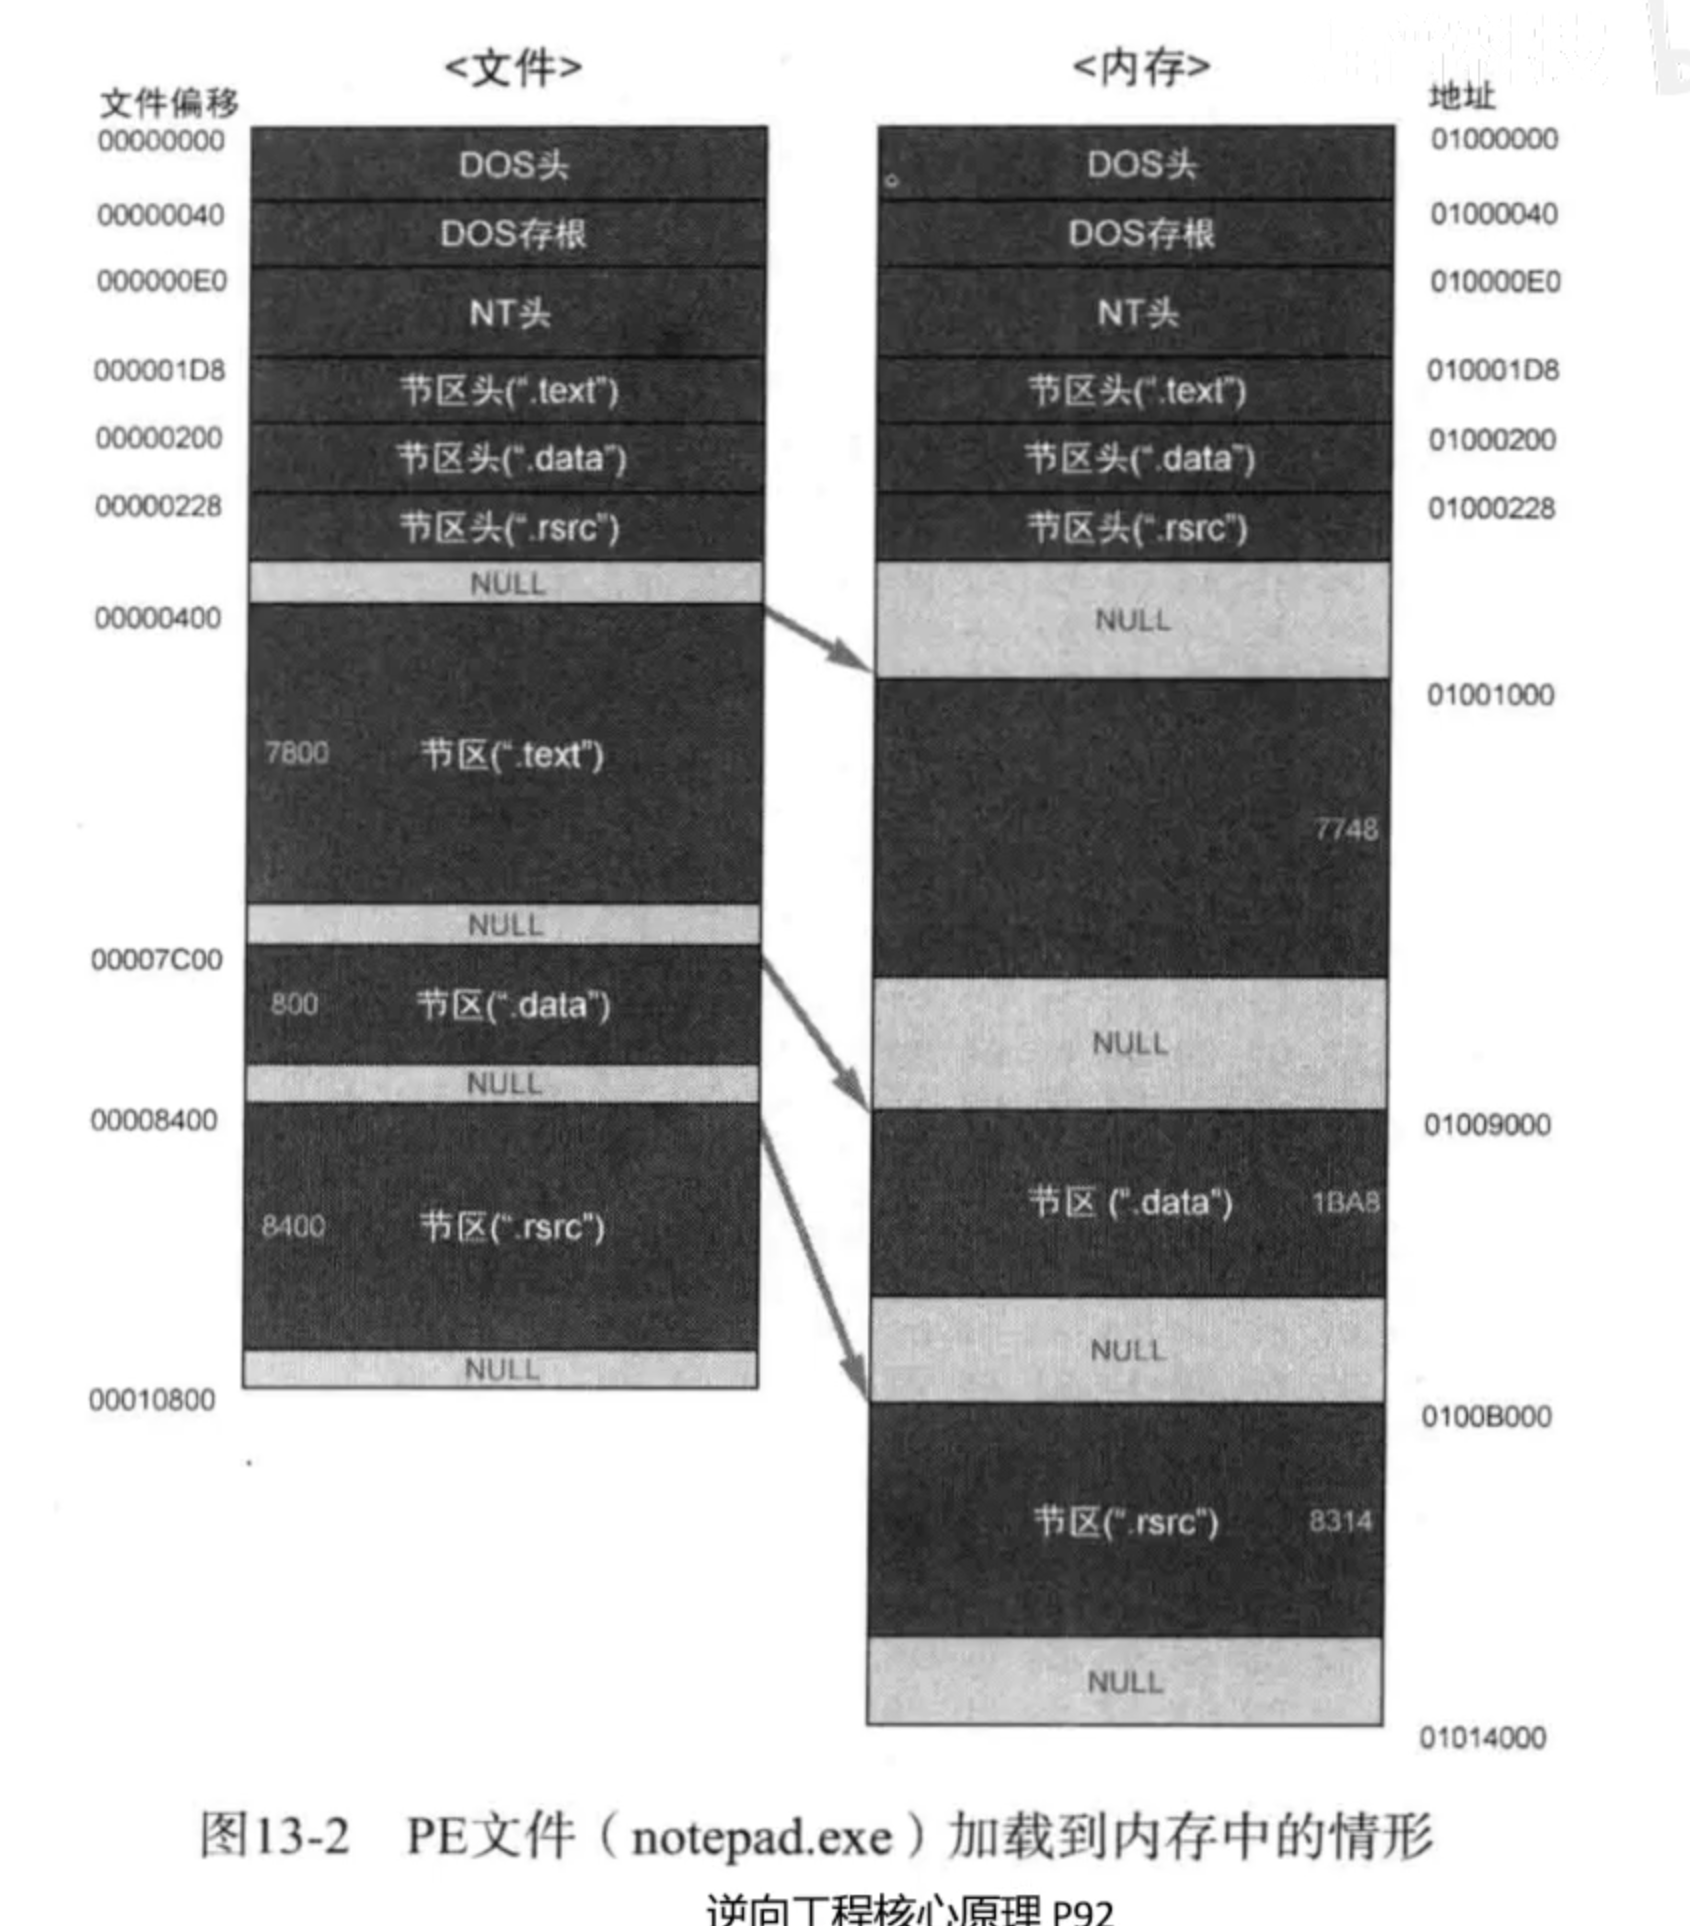 <文件>
<内存>
文件偏移
地址
00000000
DOS头
DOS头
01000000
00000040
DOS存根
DOS存根
01000040
000000E0
NT头
NT头
010000E0
000001D8
节区头(“.text”)
节区头(“.text”)
010001D8
00000200
节区头(“.data”)
节区头(“.data”)
01000200
00000228
节区头(“.rsrc”)
节区头(“.rsrc”)
01000228
NULL
NULL
00000400
01001000
7800
节区(“.text”)
7748
NULL
NULL
00007C00
800
节区(“.data”)
NULL
00008400
01009000
节区 (“.data”)
1BA8
8400
节区(“.rsrc”)
NULL
NULL
00010800
0100B000
节区(“.rsrc”)
8314
NULL
01014000
图13-2 PE文件（notepad.exe）加载到内存中的情形
逆向工程核心原理 P92